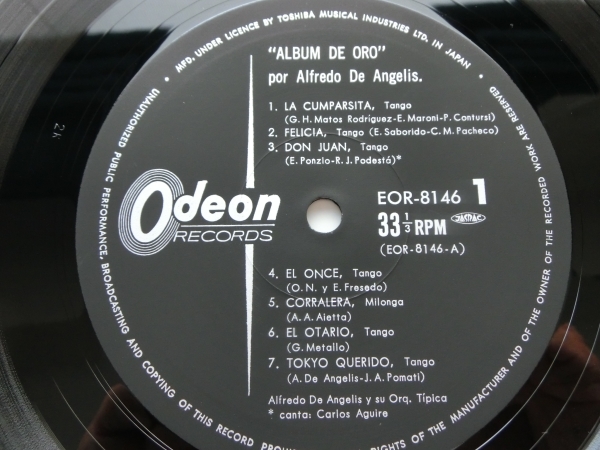 MFD. UNDER LICENCE BY TOSHIBA MUSICAL INDUSTRIES LTD. IN JAPAN
"ALBUM DE ORO"
por Alfredo De Angelis.
1. LA CUMPARSITA, Tango
(G. H. Matos Rodríguez-E. Maroni-P. Contursi)
2. FELICIA, Tango (E. Saborido-C. M. Pacheco)
3. DON JUAN, Tango
(E. Ponzio-R. J. Podestá)*
Odeon
RECORDS
EOR-8146 1
33 1/3 RPM JASRAC
(EOR-8146-A)
4. EL ONCE, Tango
(O. N. y E. Fresedo)
5. CORRALERA, Milonga
(A. A. Aietta)
6. EL OTARIO, Tango
(G. Metallo)
7. TOKYO QUERIDO, Tango
(A. De Angelis-J. A. Pomati)
Alfredo De Angelis y su Orq. Típica
* canta: Carlos Aguire
UNAUTHORIZED PUBLIC PERFORMANCE, BROADCASTING AND COPYING OF THIS RECORD
RIGHTS OF THE MANUFACTURER AND OF THE OWNER OF THE RECORDED WORK ARE RESERVED